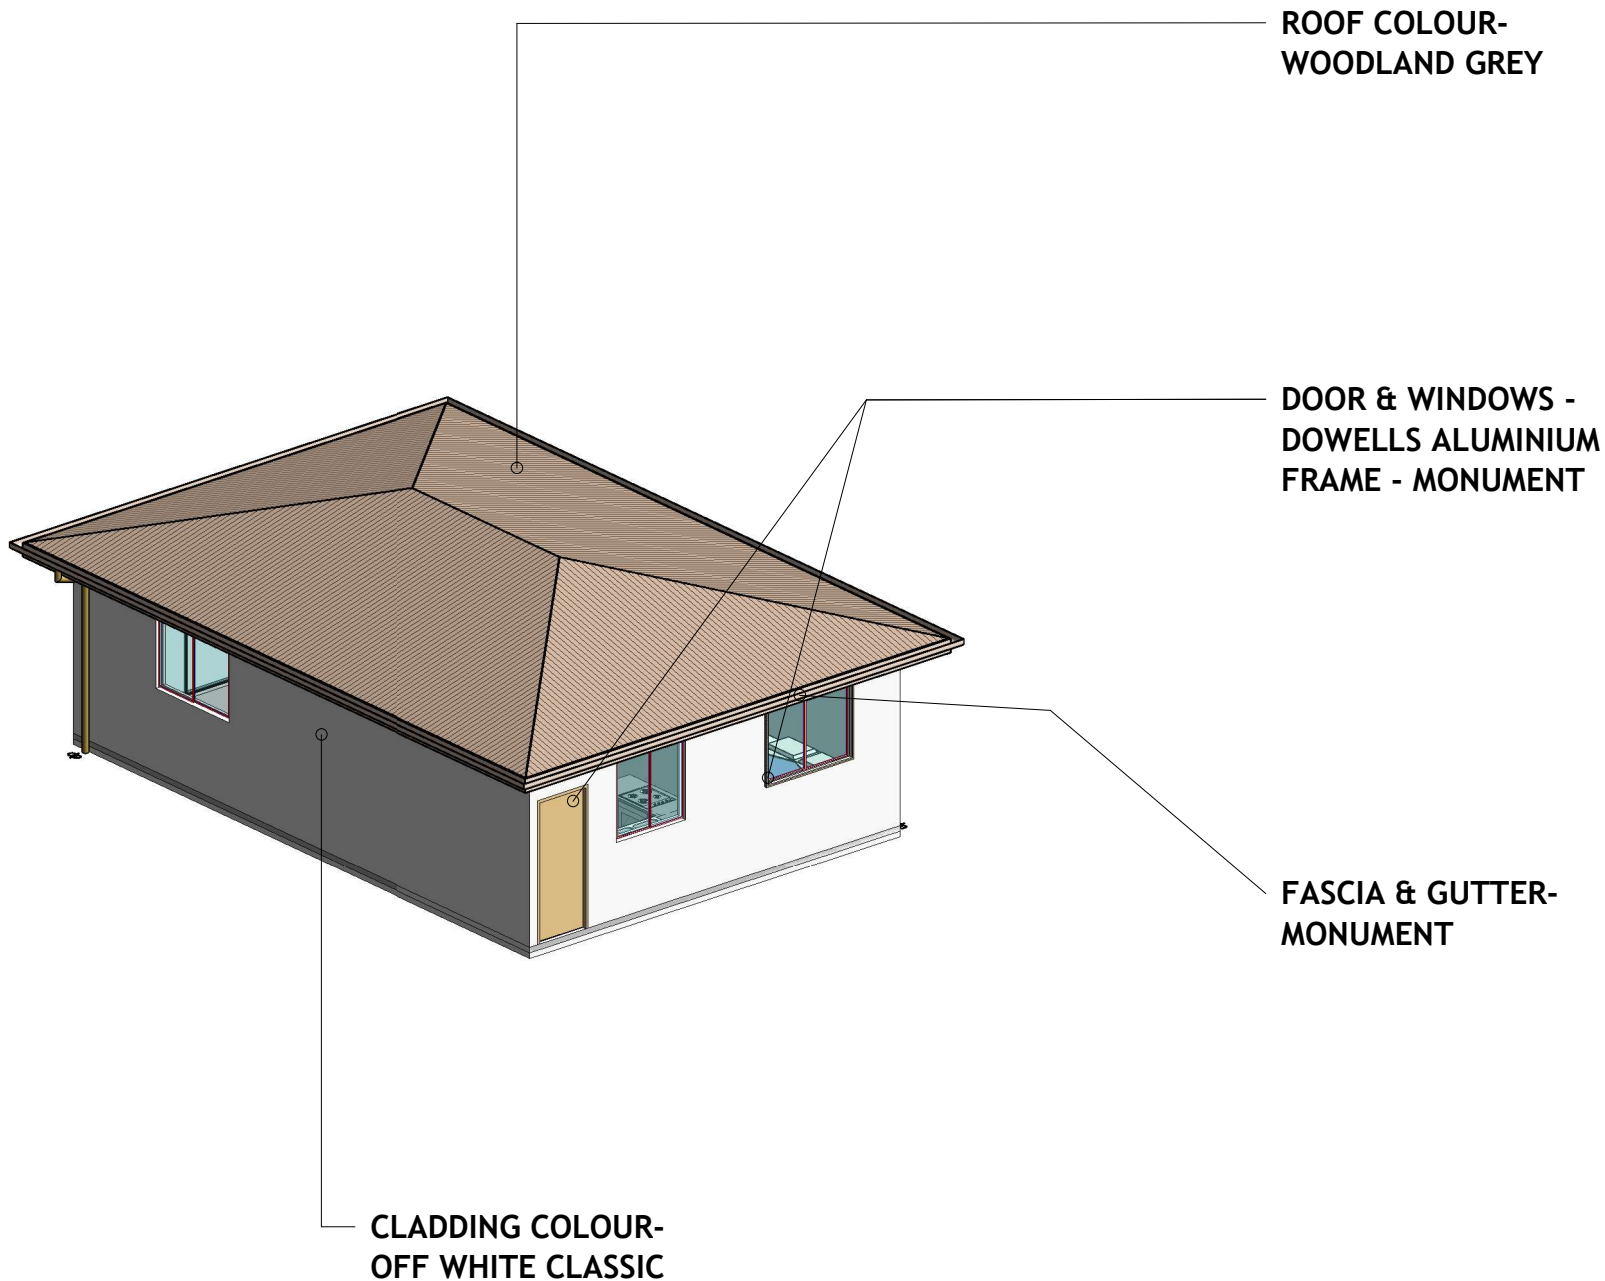 ROOF COLOUR-
WOODLAND GREY
DOOR & WINDOWS -
DOWELLS ALUMINIUM
FRAME - MONUMENT
FASCIA & GUTTER-
MONUMENT
CLADDING COLOUR-
OFF WHITE CLASSIC